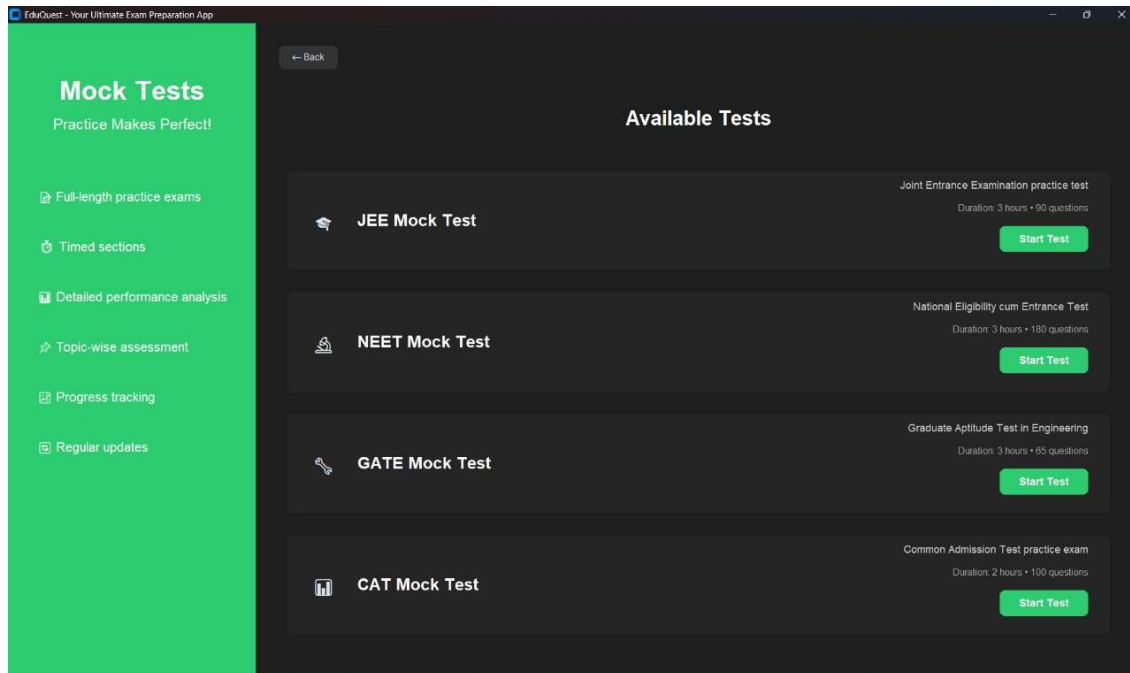 EduQuest - Your Ultimate Exam Preparation App
Mock Tests
Practice Makes Perfect!
Full-length practice exams
Timed sections
Detailed performance analysis
Topic-wise assessment
Progress tracking
Regular updates
← Back
Available Tests
JEE Mock Test
Joint Entrance Examination practice test
Duration: 3 hours • 90 questions
Start Test
NEET Mock Test
National Eligibility cum Entrance Test
Duration: 3 hours • 180 questions
Start Test
GATE Mock Test
Graduate Aptitude Test in Engineering
Duration: 3 hours • 65 questions
Start Test
CAT Mock Test
Common Admission Test practice exam
Duration: 2 hours • 100 questions
Start Test